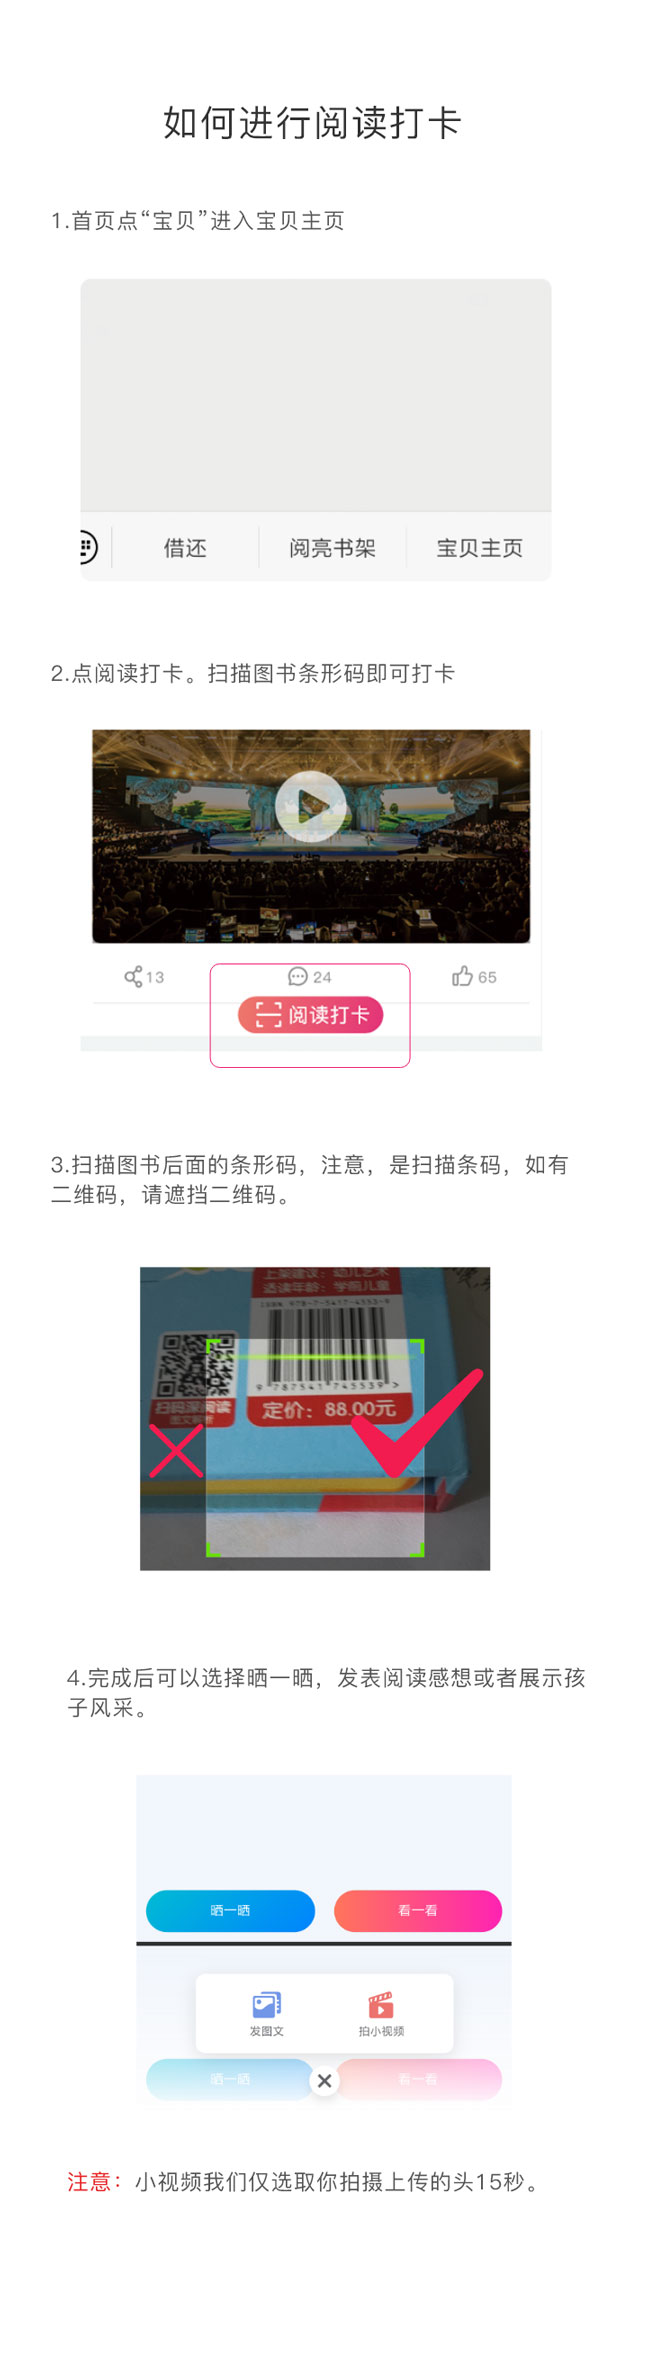 如何进行阅读打卡
1.首页点“宝贝”进入宝贝主页
借还
阅亮书架
宝贝主页
2.点阅读打卡。扫描图书条形码即可打卡
13
24
65
阅读打卡
3.扫描图书后面的条形码，注意，是扫描条码，如有
二维码，请遮挡二维码。
上架建议：幼儿艺术
适读年龄：学前儿童
ISBN 978-7-5417-4553-9
9 787541 745539 >
扫码深阅读
图文解析
定价：88.00元
4.完成后可以选择晒一晒，发表阅读感想或者展示孩
子风采。
晒一晒
看一看
发图文
拍小视频
晒一晒
看一看
注意：小视频我们仅选取你拍摄上传的头15秒。